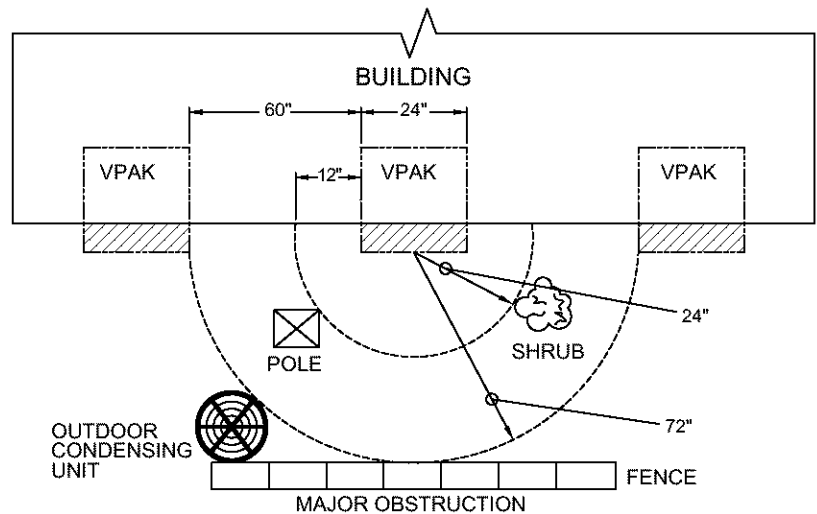 BUILDING
60"
24"
12"
VPAK
VPAK
VPAK
24"
SHRUB
POLE
72"
OUTDOOR
CONDENSING
UNIT
FENCE
MAJOR OBSTRUCTION